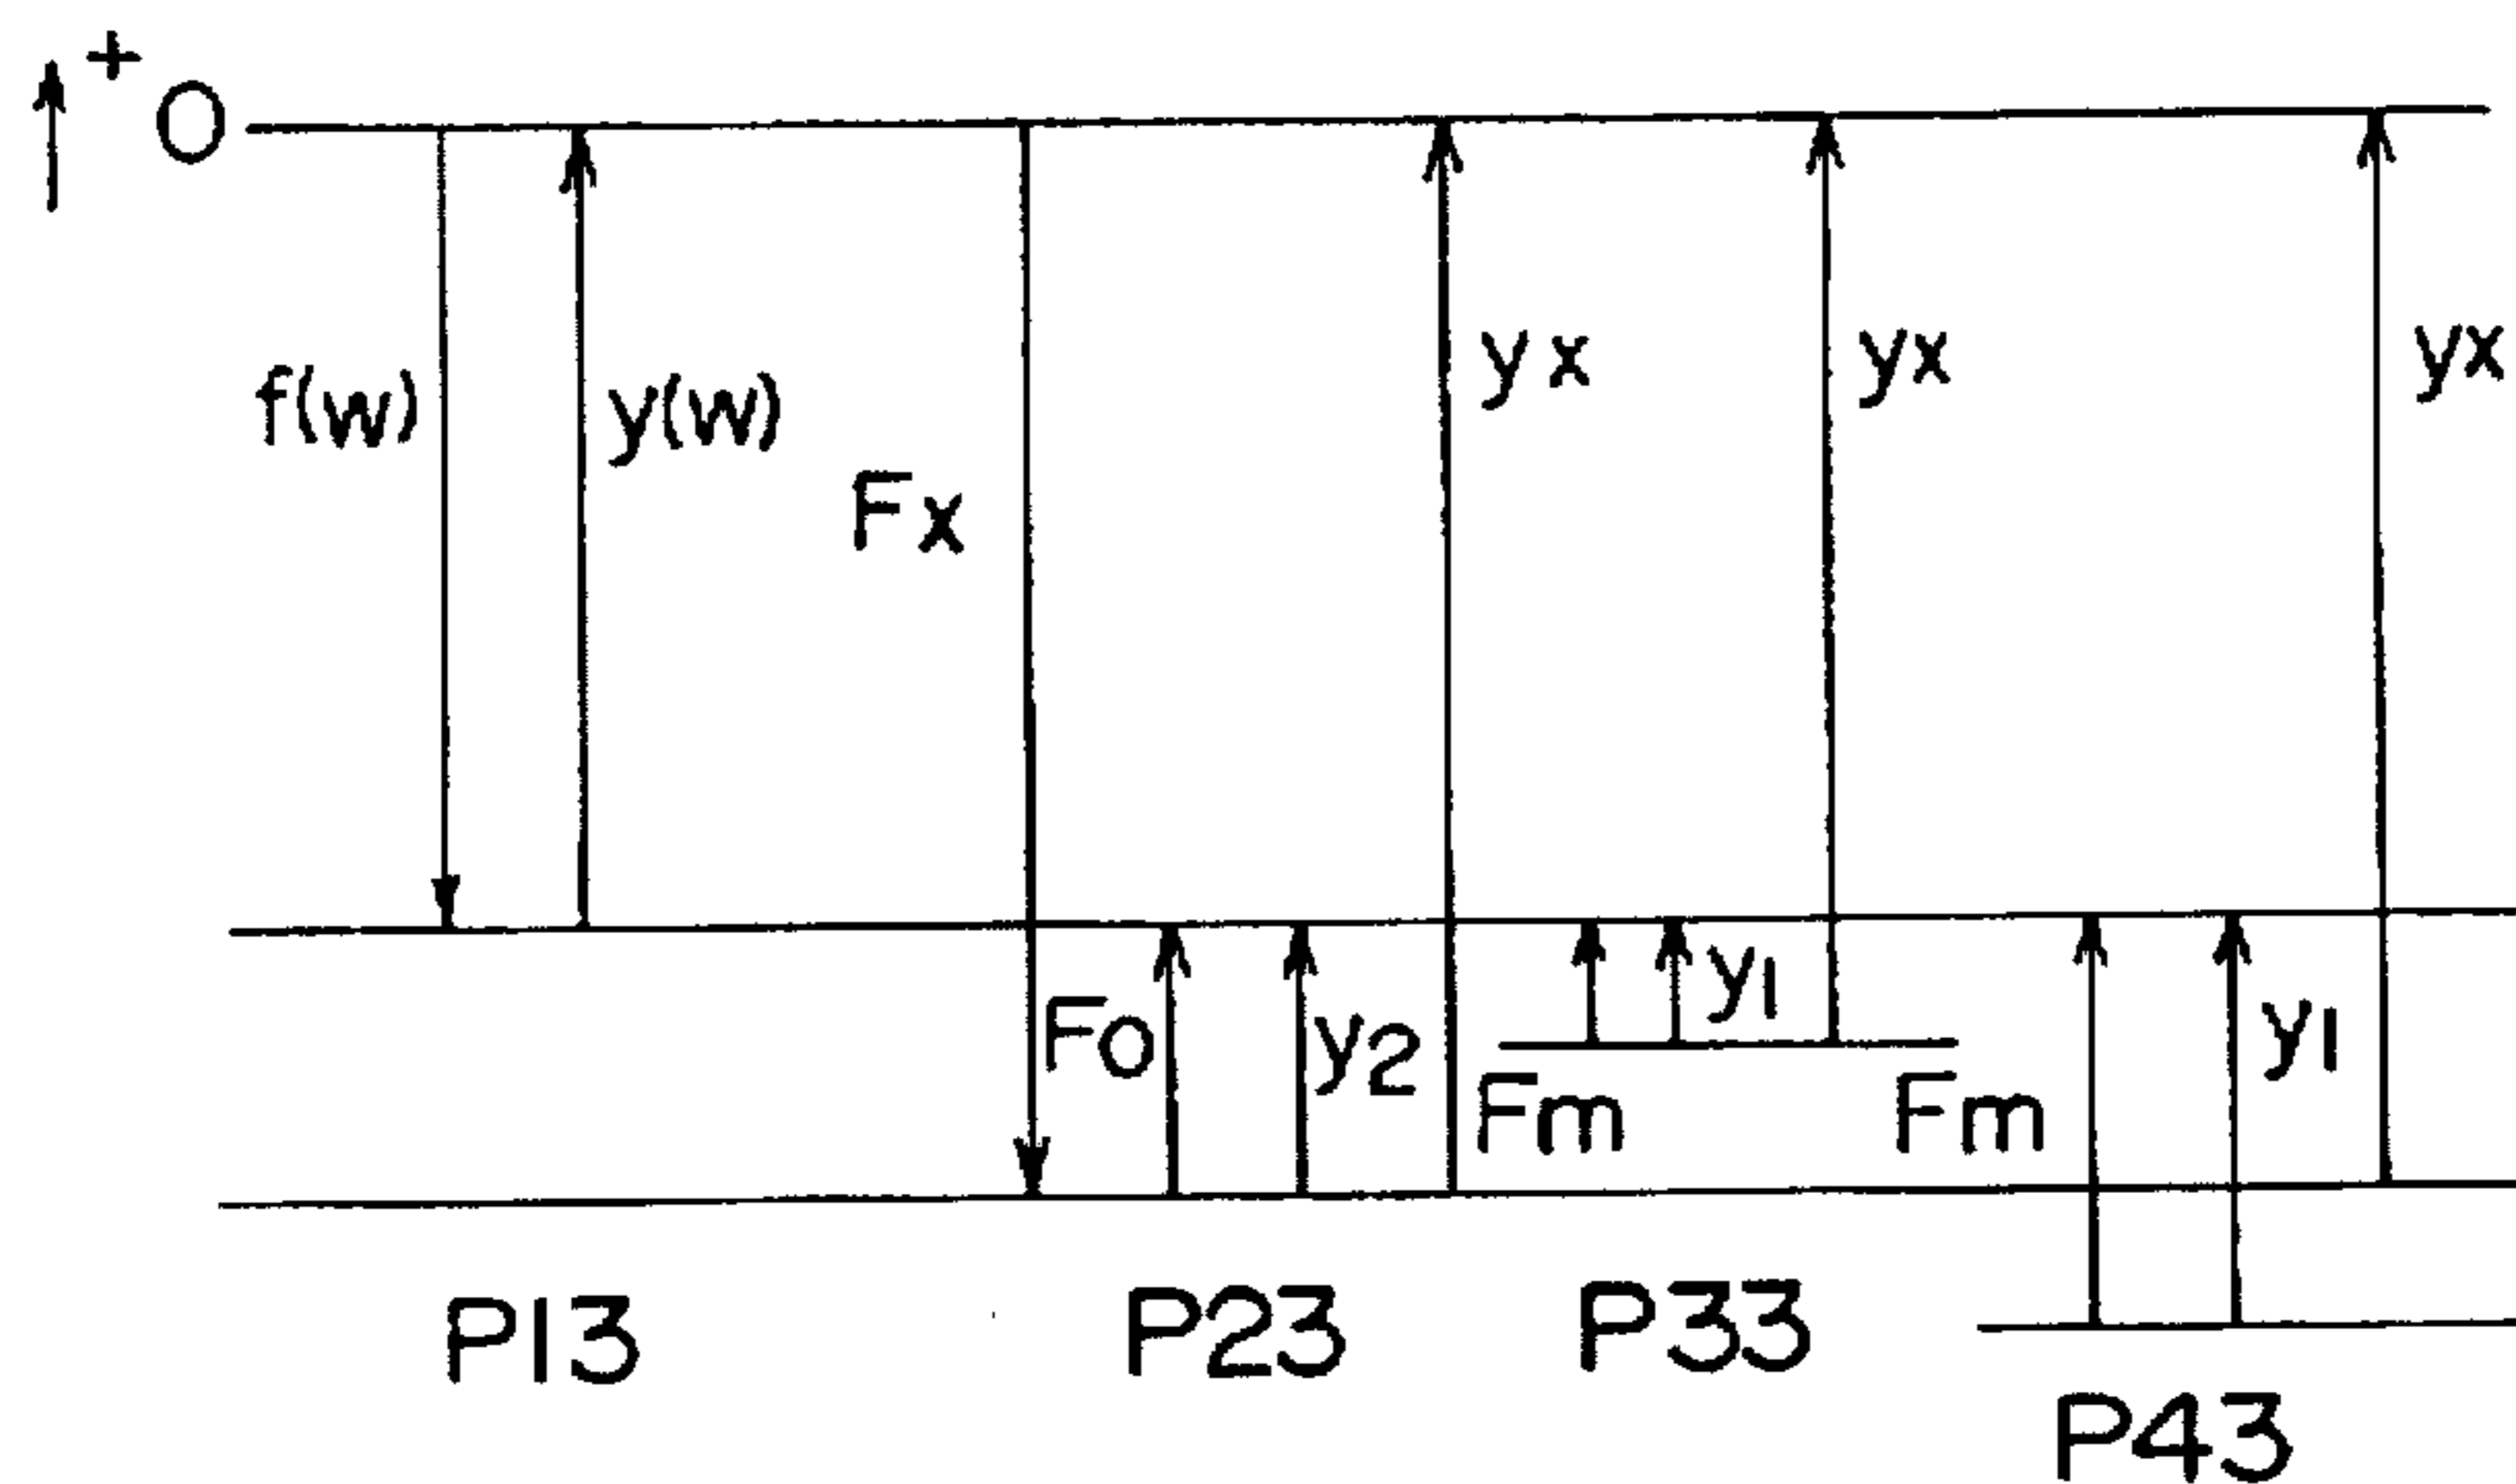 +
O
yx yx yx
f(w) y(w)
Fx
y1
Fo y2 y1
Fm Fm
P13 P23 P33
P43